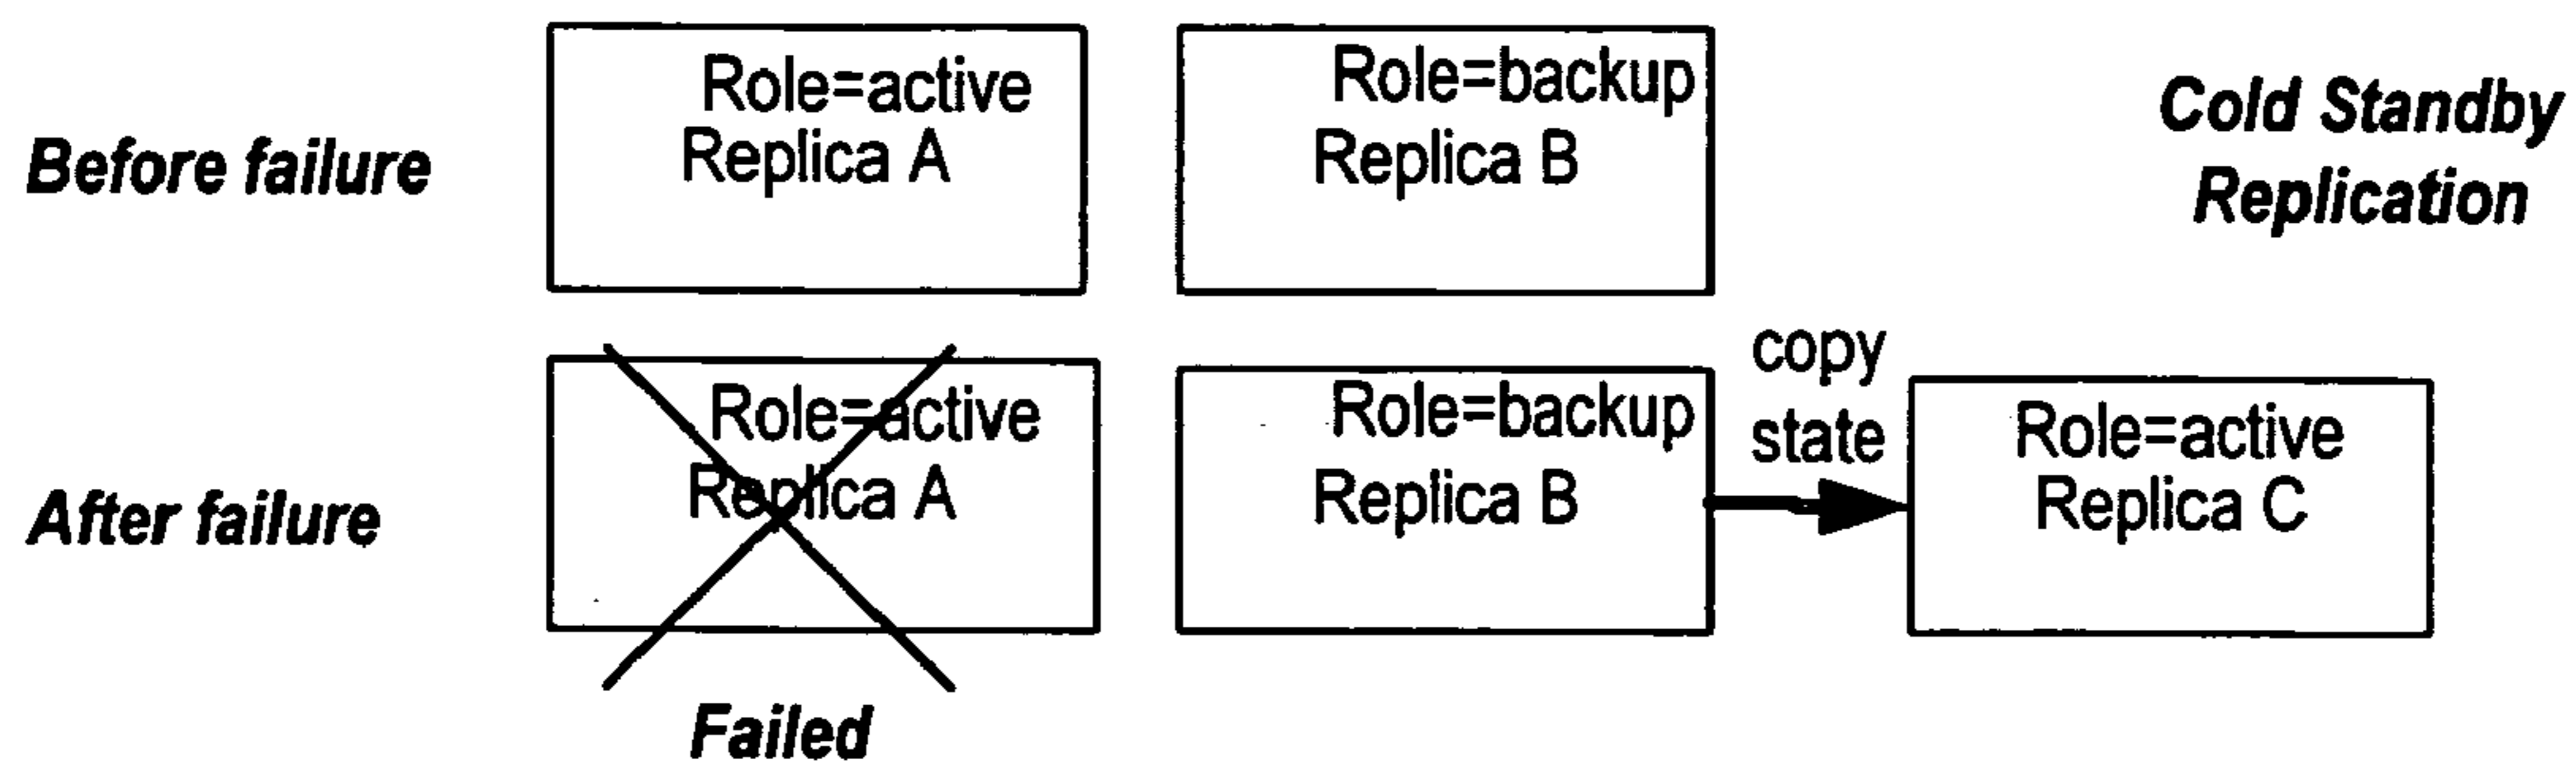 Before failure
Role=active
Replica A
Role=backup
Replica B
Cold Standby
Replication
After failure
Role=active
Replica A
Failed
Role=backup
Replica B
copy
state
Role=active
Replica C